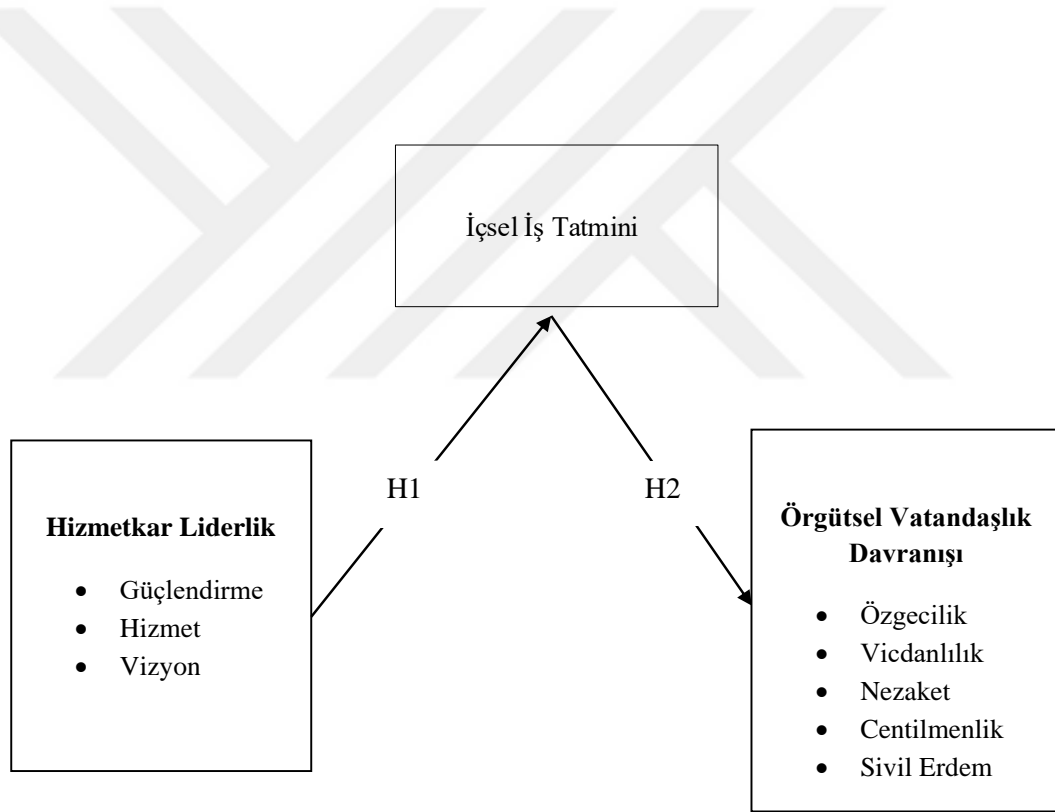 İçsel İş Tatmini
H1
H2
Hizmetkar Liderlik
• Güçlendirme
• Hizmet
• Vizyon
Örgütsel Vatandaşlık
Davranışı
• Özgecilik
• Vicdanlılık
• Nezaket
• Centilmenlik
• Sivil Erdem